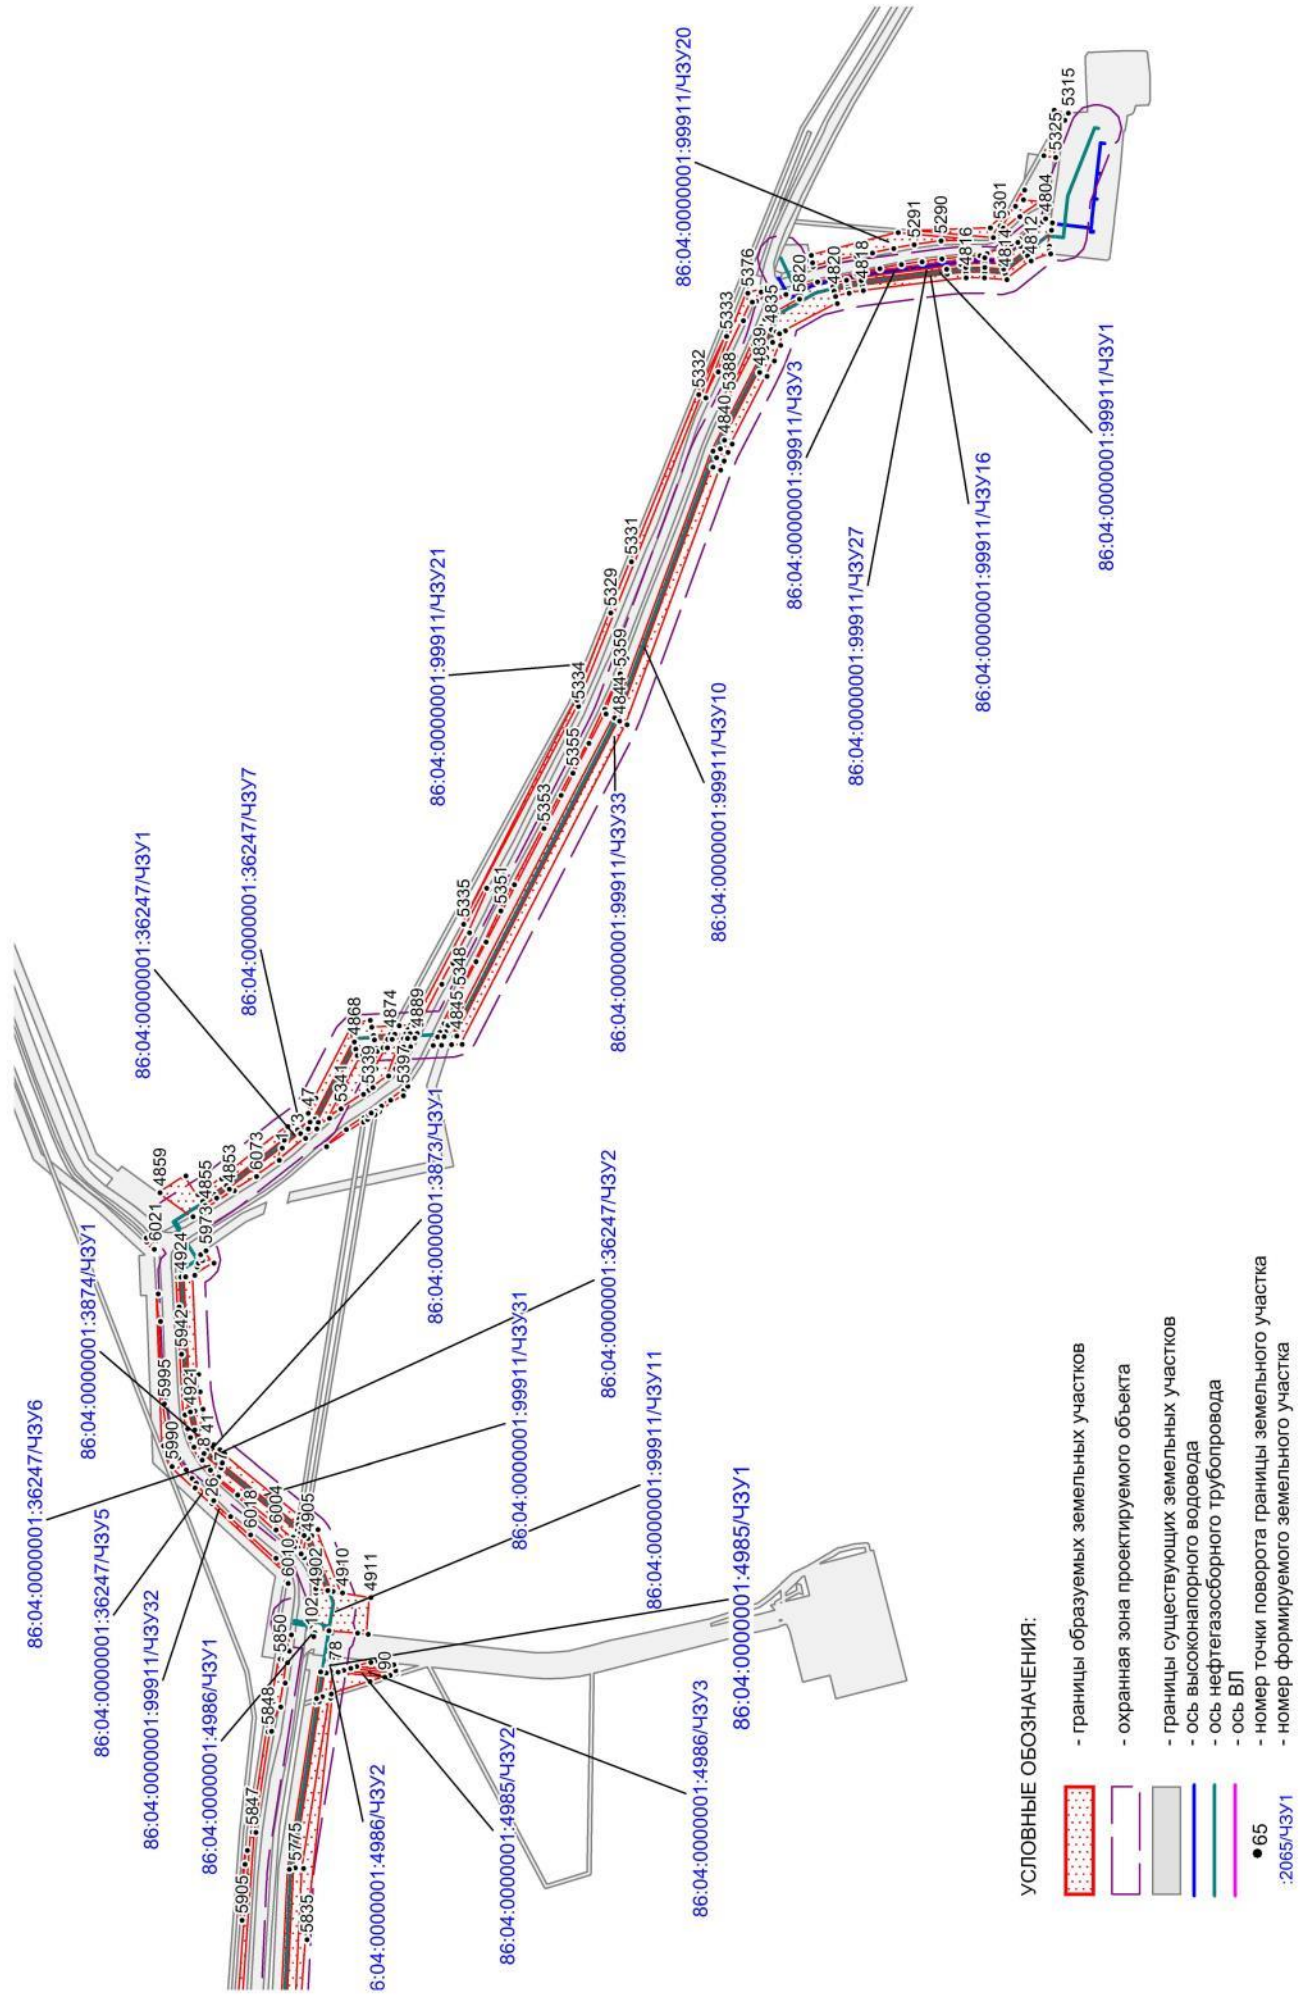 86:04:0000001:36247/ЧЗУ6
86:04:0000001:36247/ЧЗУ5
86:04:0000001:99911/ЧЗУ32
86:04:0000001:4986/ЧЗУ1
86:04:0000001:3874/ЧЗУ1
86:04:0000001:36247/ЧЗУ1
86:04:0000001:36247/ЧЗУ7
86:04:0000001:99911/ЧЗУ21
86:04:0000001:99911/ЧЗУ20
6:04:0000001:4986/ЧЗУ2
86:04:0000001:4985/ЧЗУ2
86:04:0000001:4986/ЧЗУ3
86:04:0000001:4985/ЧЗУ1
86:04:0000001:99911/ЧЗУ11
86:04:0000001:99911/ЧЗУ31
86:04:0000001:36247/ЧЗУ2
86:04:0000001:3873/ЧЗУ1
86:04:0000001:99911/ЧЗУ33
86:04:0000001:99911/ЧЗУ10
86:04:0000001:99911/ЧЗУ3
86:04:0000001:99911/ЧЗУ27
86:04:0000001:99911/ЧЗУ16
86:04:0000001:99911/ЧЗУ1
5905
5847
5848
5850
5775
5835
102
78
90
6010
4902
4910
4911
4905
6004
6018
26
5990
5995
41
4921
5942
4924
6021
4859
5973
4855
4853
6073
47
5341
5339
4868
4874
4889
5397
4845
5348
5335
5351
5353
5355
5334
4844
5359
5329
5331
5332
5333
5376
4840
5388
4839
4835
5820
4820
4818
5291
5290
4816
5301
4814
4812
4804
5325
5315
УСЛОВНЫЕ ОБОЗНАЧЕНИЯ:
- границы образуемых земельных участков
- охранная зона проектируемого объекта
- границы существующих земельных участков
- ось высоконапорного водовода
- ось нефтегазосборного трубопровода
- ось ВЛ
65 - номер точки поворота границы земельного участка
:2065/ЧЗУ1 - номер формируемого земельного участка